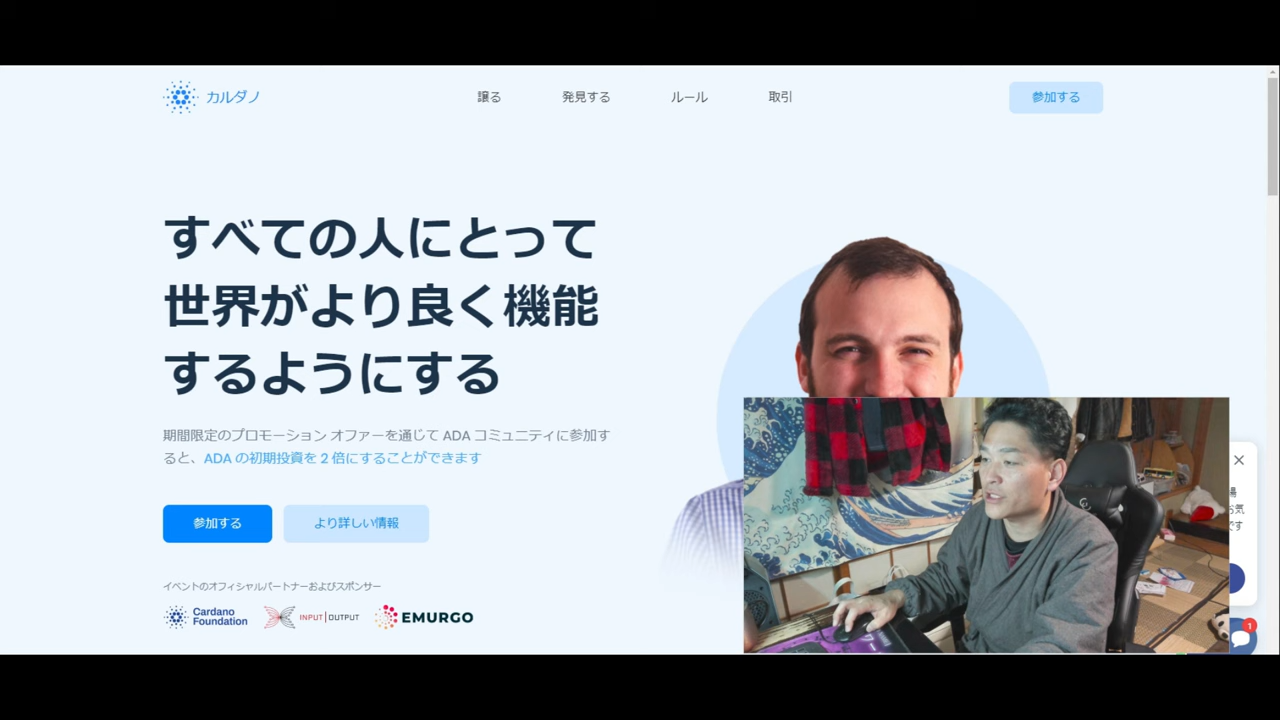 カルダノ
譲る
発見する
ルール
取引
参加する
すべての人にとって
世界がより良く機能
するようにする
期間限定のプロモーション オファーを通じて ADA コミュニティに参加す
ると、ADA の初期投資を 2 倍にすることができます
参加する
より詳しい情報
イベントのオフィシャルパートナーおよびスポンサー
Cardano
Foundation
INPUT | OUTPUT
EMURGO
お気
です
1